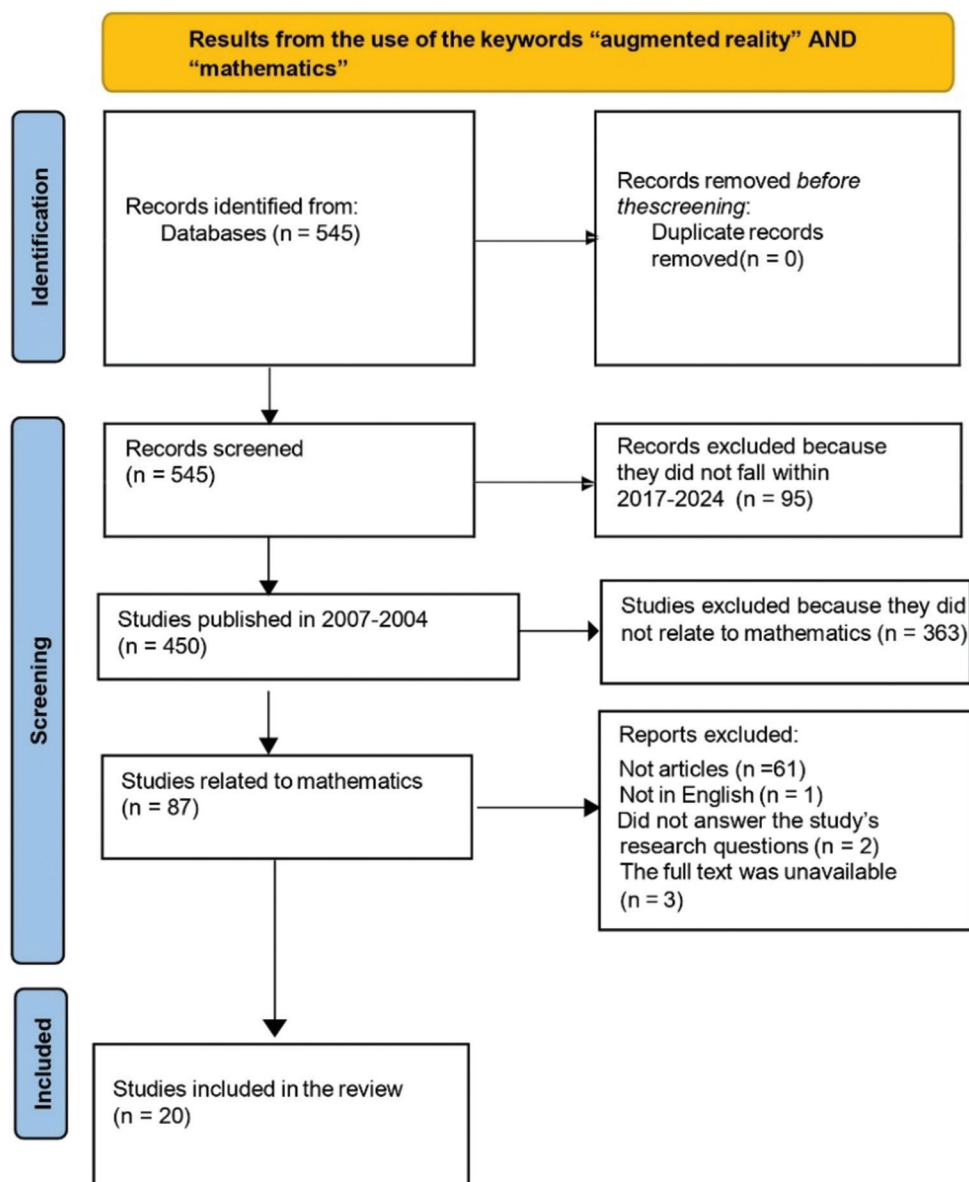 Results from the use of the keywords “augmented reality” AND
“mathematics”
Identification
Records identified from:
Databases (n = 545)
Records removed before
thescreening:
Duplicate records
removed(n = 0)
Screening
Records screened
(n = 545)
Records excluded because
they did not fall within
2017-2024 (n = 95)
Studies published in 2007-2004
(n = 450)
Studies excluded because they did
not relate to mathematics (n = 363)
Studies related to mathematics
(n = 87)
Reports excluded:
Not articles (n =61)
Not in English (n = 1)
Did not answer the study’s
research questions (n = 2)
The full text was unavailable
(n = 3)
Included
Studies included in the review
(n = 20)